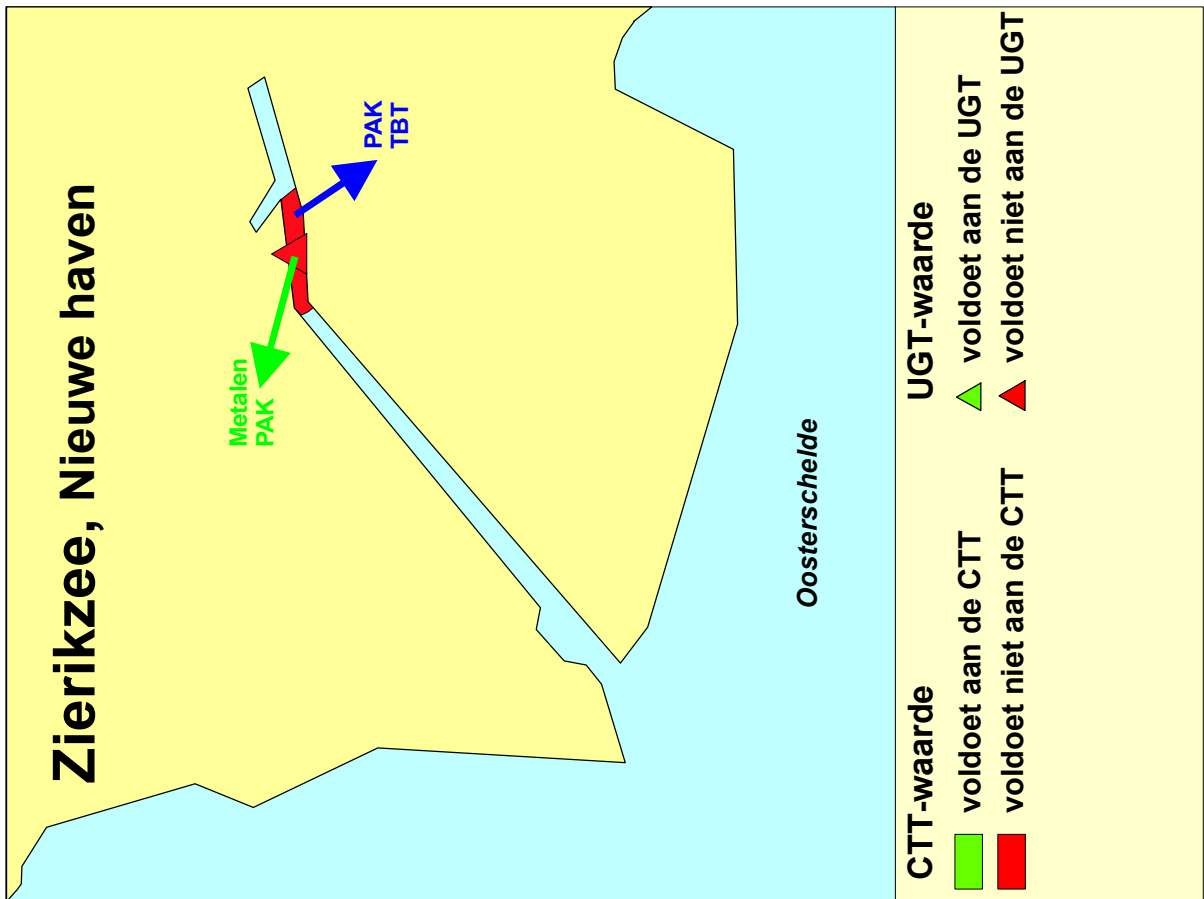 Zierikzee, Nieuwe haven
Metalen
PAK
PAK
TBT
Oosterschelde
CTT-waarde
voldoet aan de CTT
voldoet niet aan de CTT
UGT-waarde
voldoet aan de UGT
voldoet niet aan de UGT